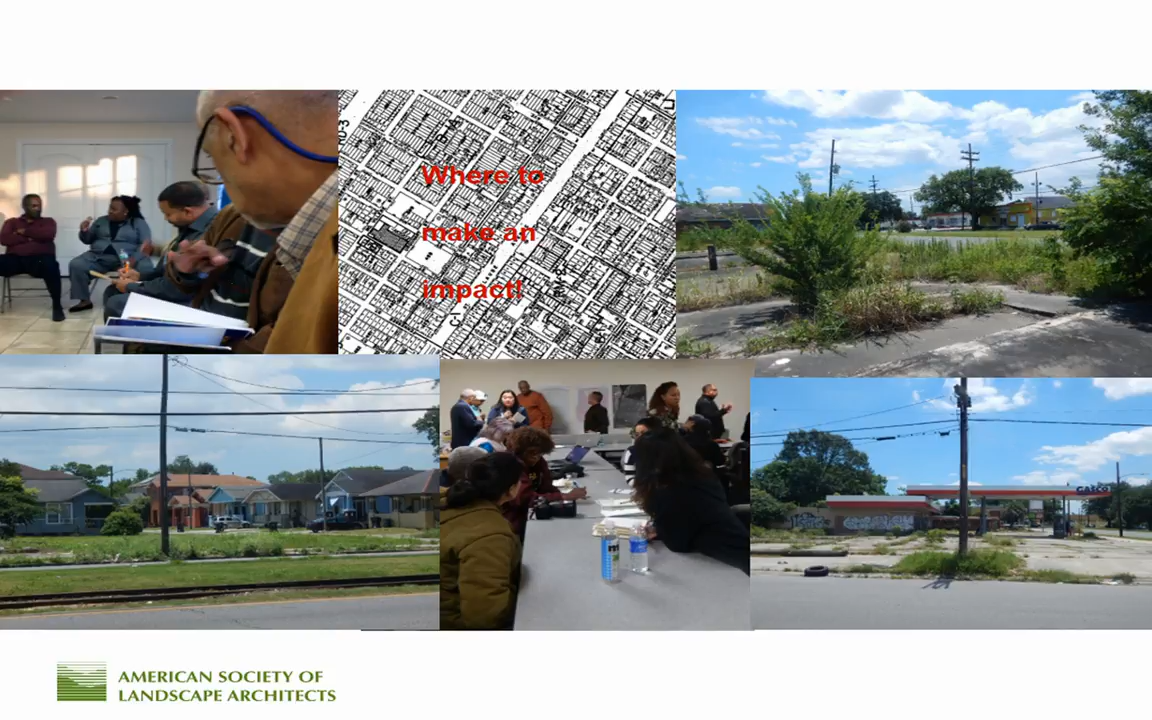 Where to
make an
impact!
AMERICAN SOCIETY OF
LANDSCAPE ARCHITECTS